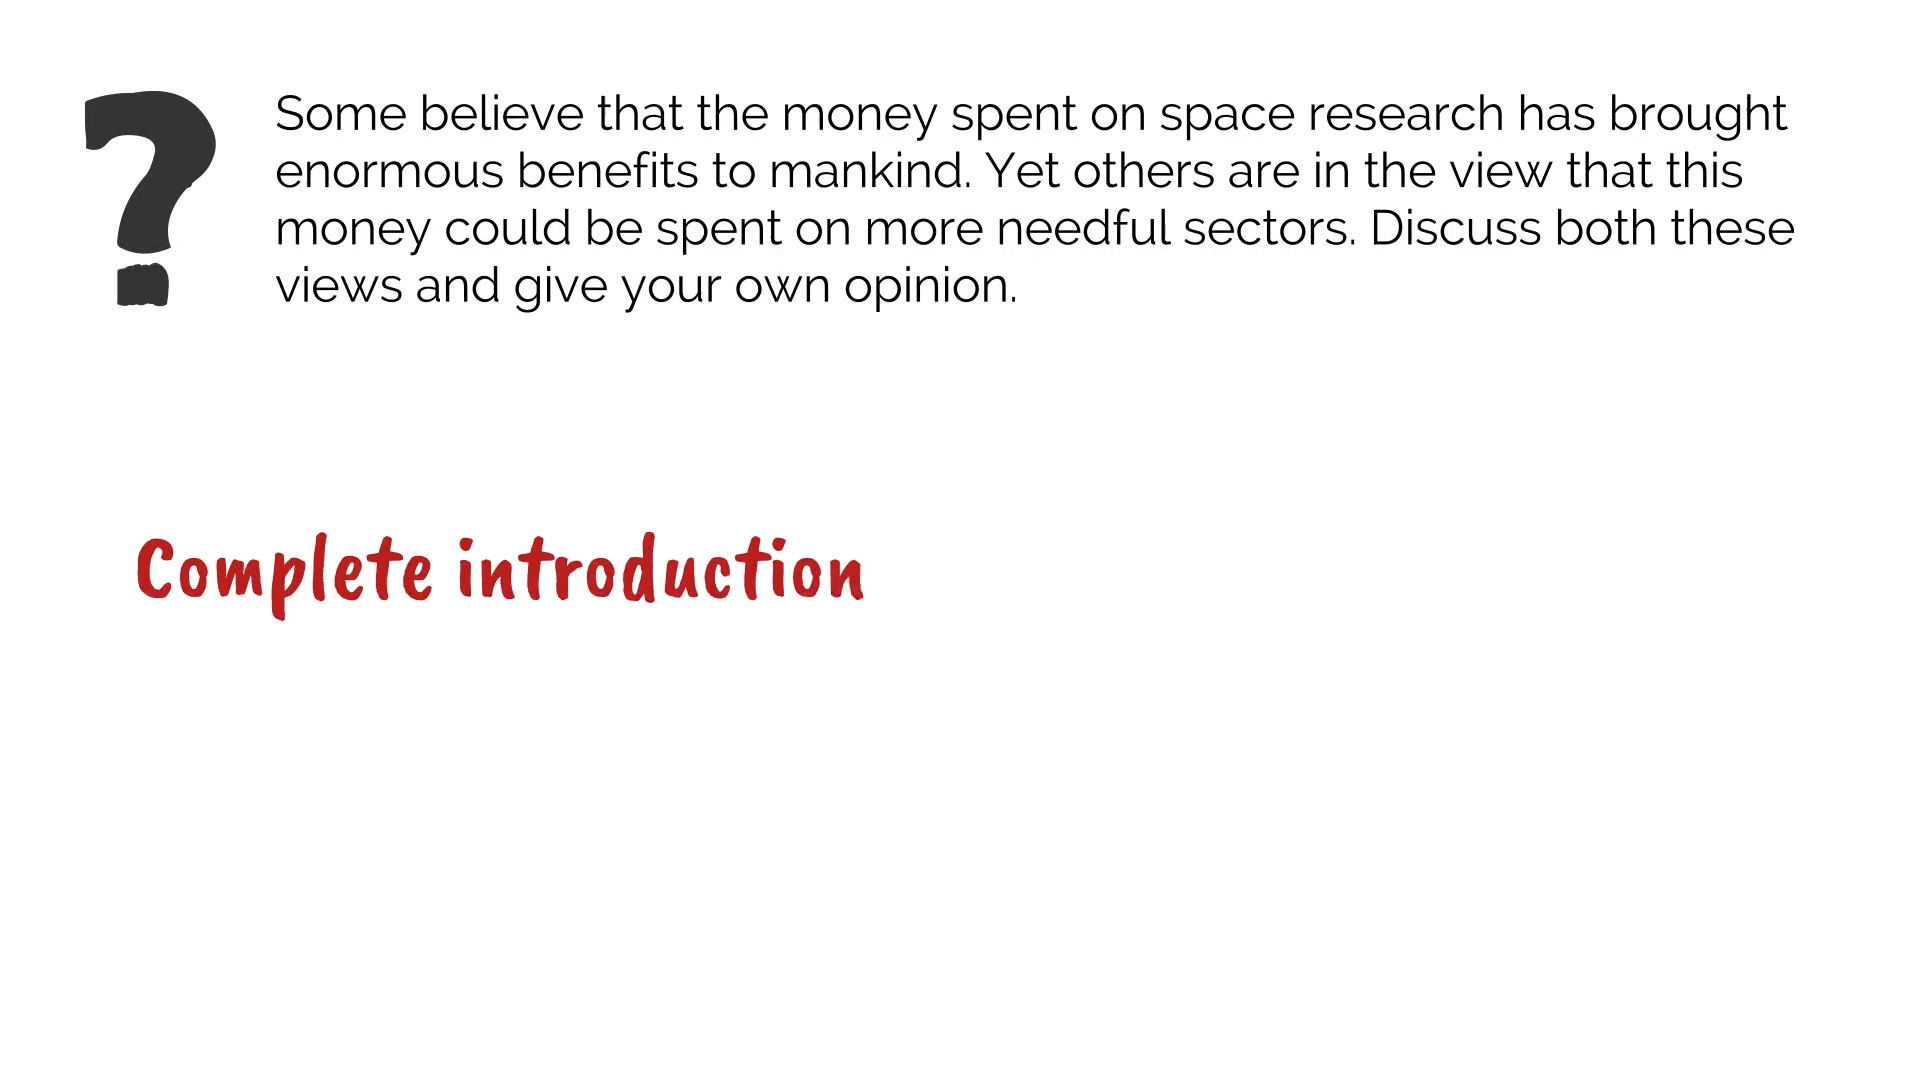 Some believe that the money spent on space research has brought
enormous benefits to mankind. Yet others are in the view that this
money could be spent on more needful sectors. Discuss both these
views and give your own opinion.
Complete introduction